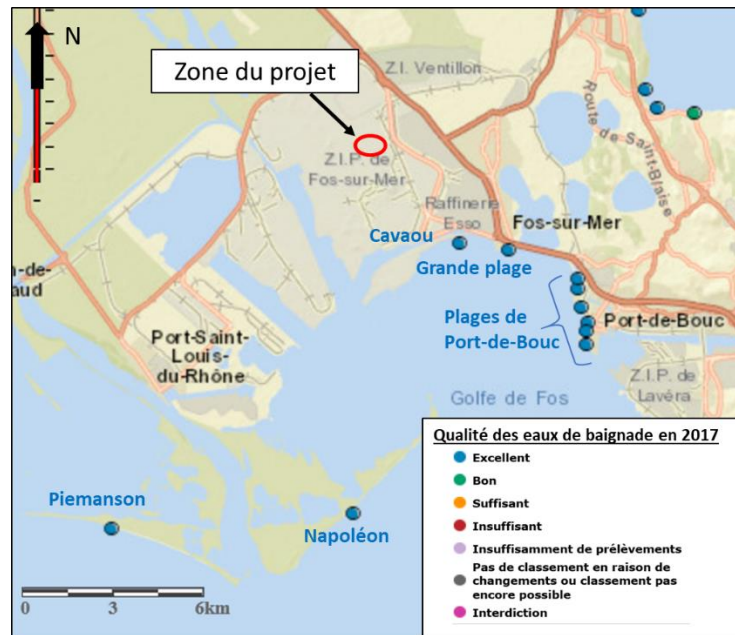 N
Zone du projet
Z.I. Ventillon
Z.I.P. de
Fos-sur-Mer
Route de Saint-Blaise
Raffinerie
Esso
Fos-sur-Mer
Cavaou
Grande plage
Plages de
Port-de-Bouc
Port-de-Bouc
Port-Saint-
Louis-
du-Rhône
Z.I.P. de
Lavéra
Golfe de Fos
Piemanson
Napoléon
0 3 6km
Qualité des eaux de baignade en 2017
Excellent
Bon
Suffisant
Insuffisant
Insuffisamment de prélèvements
Pas de classement en raison de
changements ou classement pas
encore possible
Interdiction